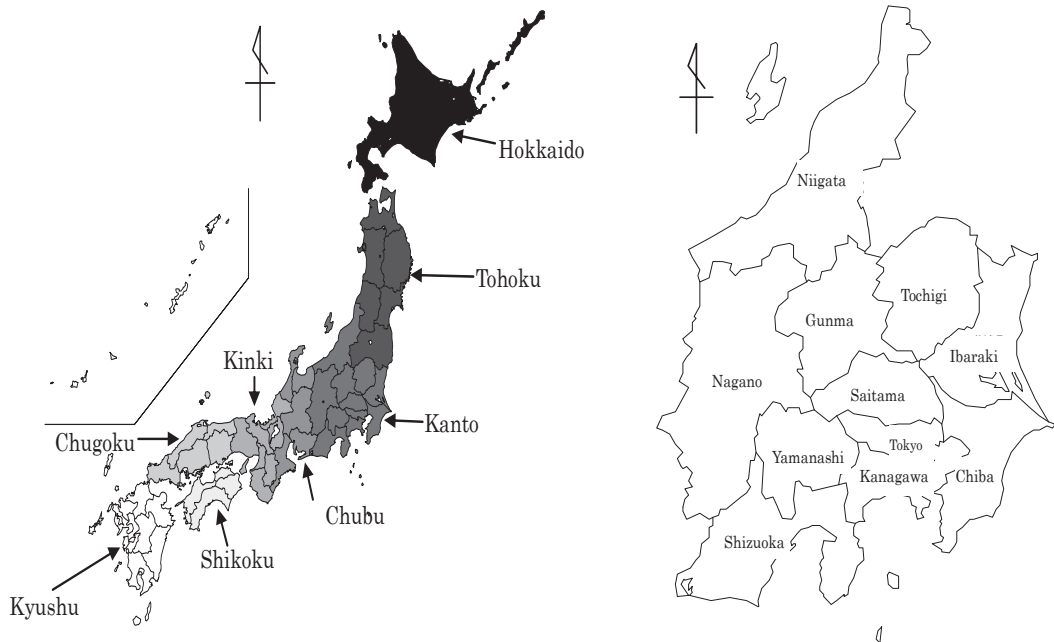 Hokkaido
Tohoku
Kinki
Kanto
Chugoku
Chubu
Shikoku
Kyushu
Niigata
Tochigi
Gunma
Ibaraki
Nagano
Saitama
Tokyo
Yamanashi
Kanagawa
Chiba
Shizuoka